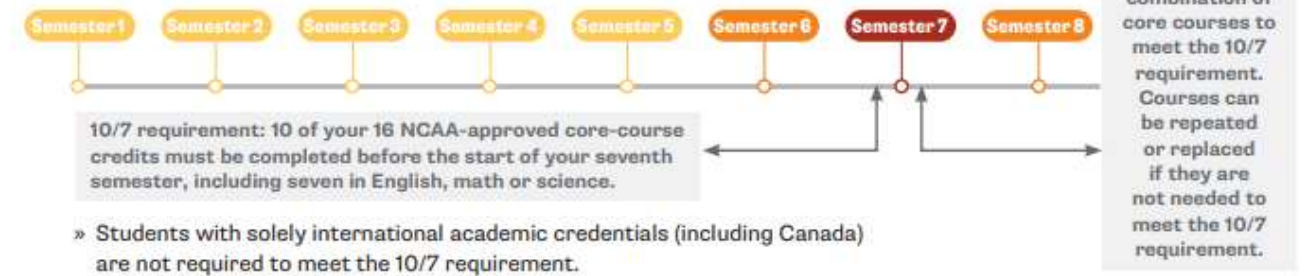 Semester 1 Semester 2 Semester 3 Semester 4 Semester 5 Semester 6 Semester 7 Semester 8
10/7 requirement: 10 of your 16 NCAA-approved core-course
credits must be completed before the start of your seventh
semester, including seven in English, math or science.
combination of
core courses to
meet the 10/7
requirement.
Courses can
be repeated
or replaced
if they are
not needed to
meet the 10/7
requirement.
» Students with solely international academic credentials (including Canada)
are not required to meet the 10/7 requirement.